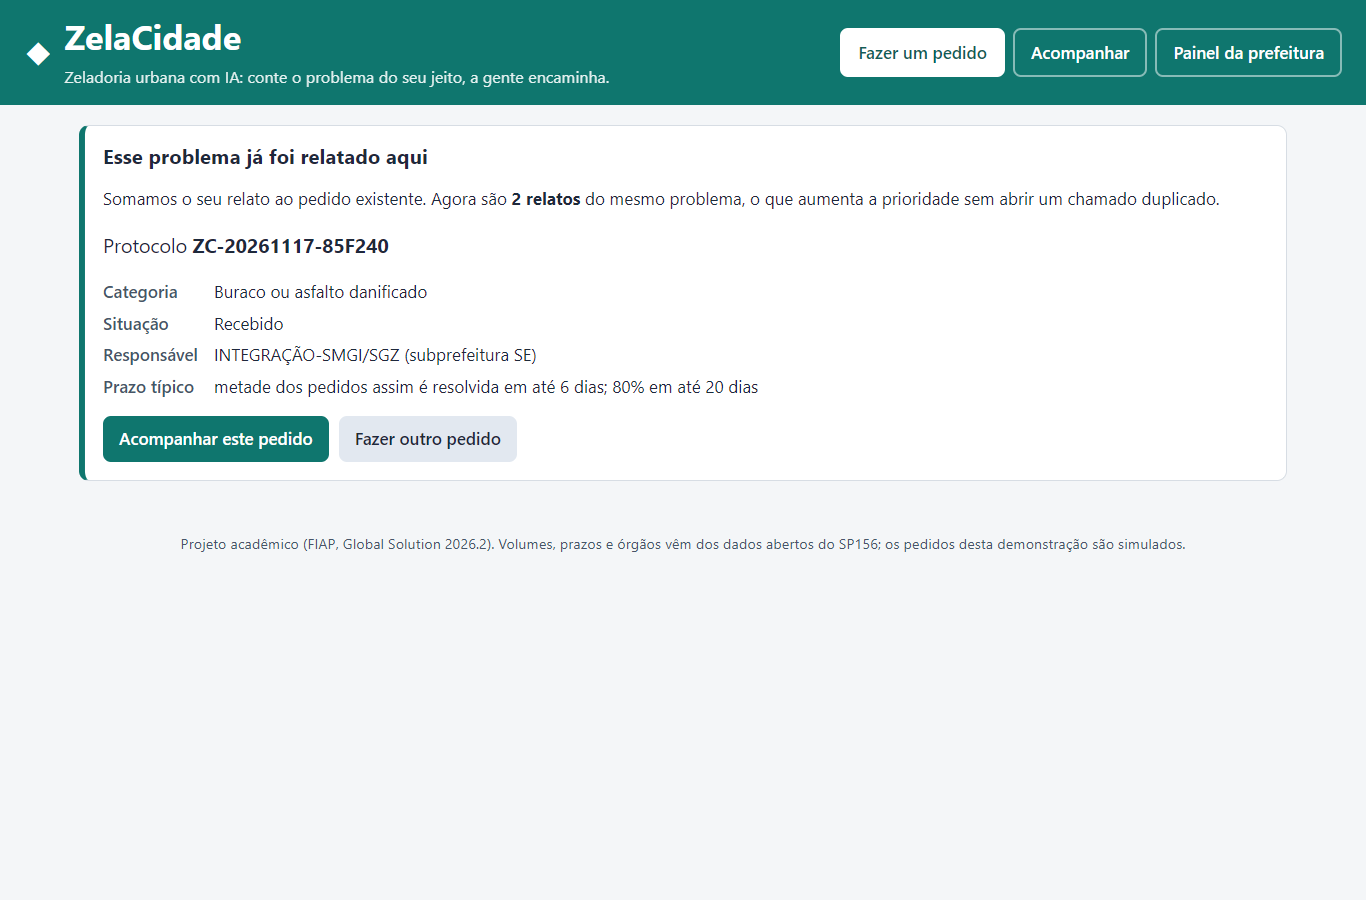 ZelaCidade
Zeladoria urbana com IA: conte o problema do seu jeito, a gente encaminha.
Fazer um pedido
Acompanhar
Painel da prefeitura
Esse problema já foi relatado aqui
Somamos o seu relato ao pedido existente. Agora são 2 relatos do mesmo problema, o que aumenta a prioridade sem abrir um chamado duplicado.
Protocolo ZC-20261117-85F240
Categoria Buraco ou asfalto danificado
Situação Recebido
Responsável INTEGRAÇÃO-SMGI/SGZ (subprefeitura SE)
Prazo típico metade dos pedidos assim é resolvida em até 6 dias; 80% em até 20 dias
Acompanhar este pedido
Fazer outro pedido
Projeto acadêmico (FIAP, Global Solution 2026.2). Volumes, prazos e órgãos vêm dos dados abertos do SP156; os pedidos desta demonstração são simulados.